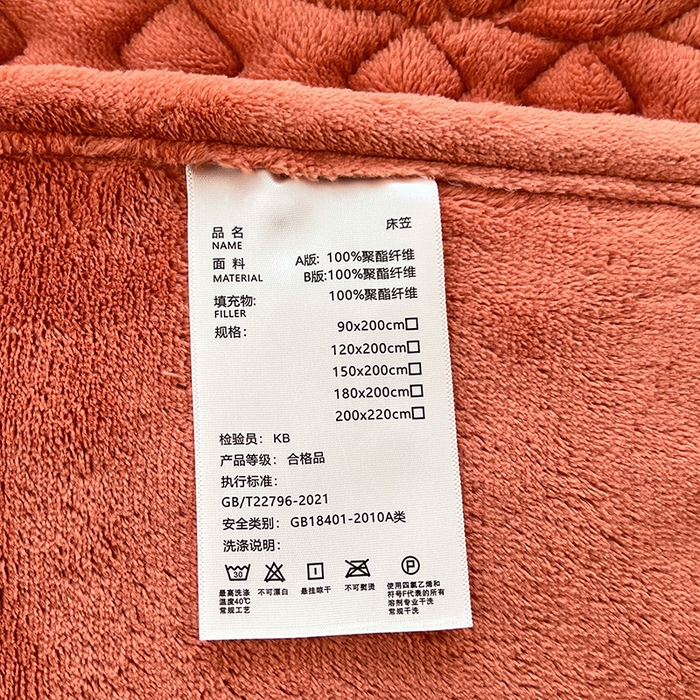 品 名 床笠
NAME
面 料 A版: 100%聚酯纤维
MATERIAL B版:100%聚酯纤维
填充物: 100%聚酯纤维
FILLER
规格: 90x200cm□
120x200cm□
150x200cm□
180x200cm□
200x220cm□
检验员: KB
产品等级: 合格品
执行标准:
GB/T22796-2021
安全类别: GB18401-2010A类
洗涤说明:
30 P
最高洗涤 不可漂白 悬挂晾干 不可熨烫 使用四氯乙烯和
温度40℃ 符号F代表的所有
常规工艺 溶剂专业干洗
常规干洗